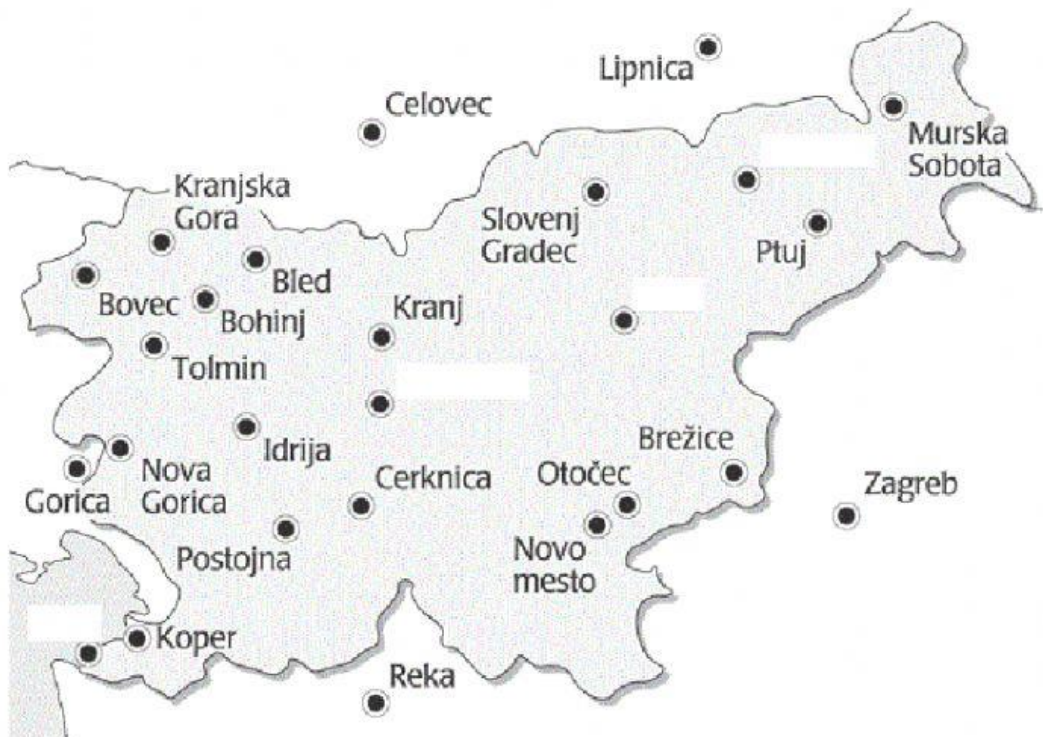 Lipnica
Celovec
Murska
Sobota
Kranjska
Gora
Slovenj
Gradec
Ptuj
Bled
Bovec
Bohinj
Kranj
Tolmin
Brežice
Idrija
Nova
Gorica
Gorica
Cerknica
Otočec
Zagreb
Postojna
Novo
mesto
Koper
Reka